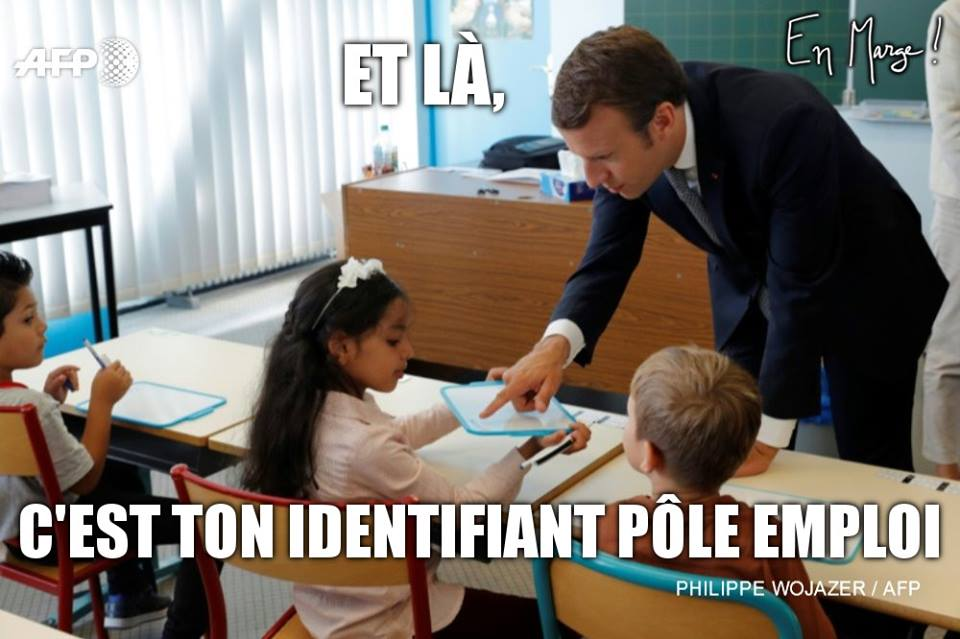 AFP
En Marge!
ET LÀ,
C'EST TON IDENTIFIANT PÔLE EMPLOI
PHILIPPE WOJAZER / AFP